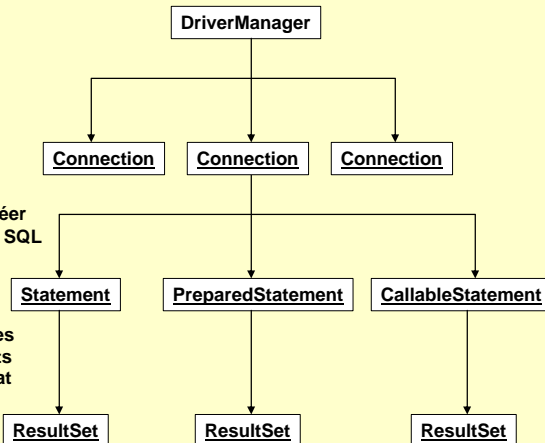 DriverManager
Connection Connection Connection
éer
SQL
Statement PreparedStatement CallableStatement
es
ts
at
ResultSet ResultSet ResultSet